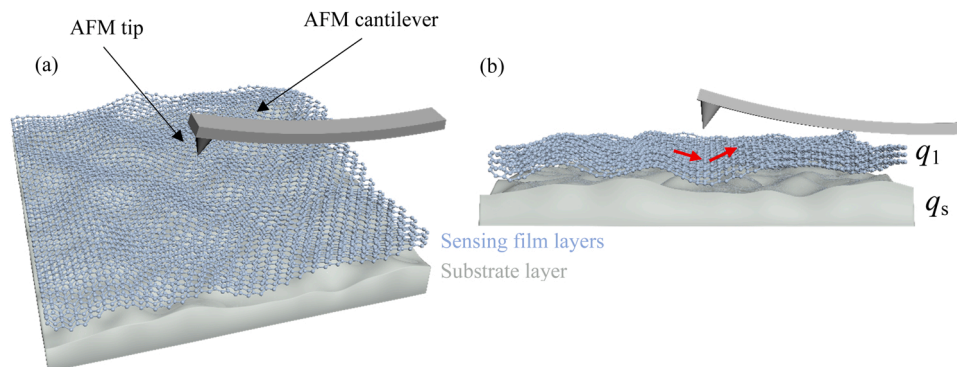 AFM tip
AFM cantilever
(a)
(b)
q1
qs
Sensing film layers
Substrate layer